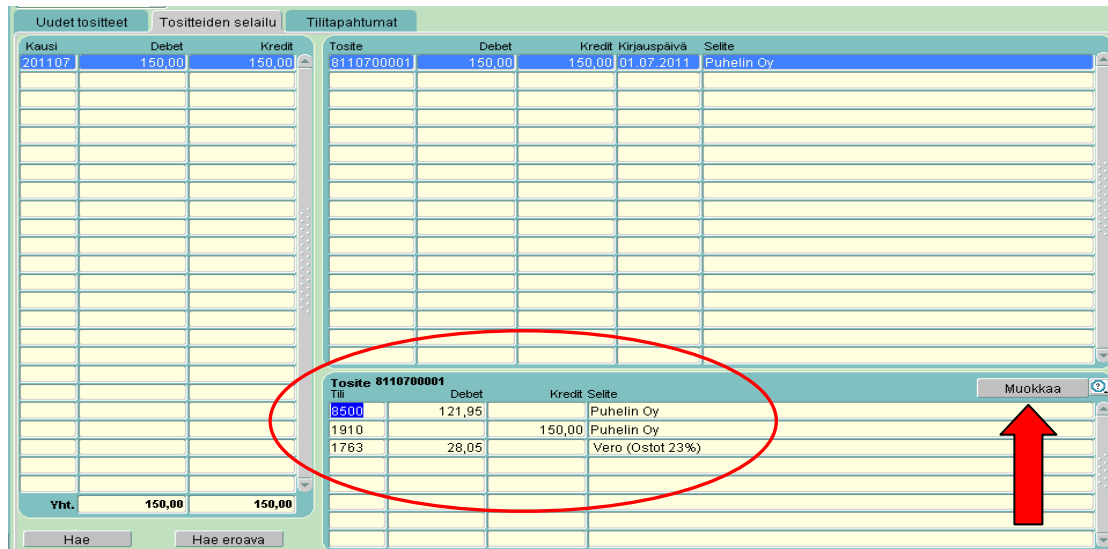 Uudet tositteet Tositteiden selailu Tilitapahtumat
Kausi Debet Kredit
201107 150,00 150,00
Tosite Debet Kredit Kirjauspäivä Selite
8110700001 150,00 150,00 01.07.2011 Puhelin Oy
Tosite 8110700001
Muokkaa
Tili Debet Kredit Selite
8500 121,95 Puhelin Oy
1910 150,00 Puhelin Oy
1763 28,05 Vero (Ostot 23%)
Yht. 150,00 150,00
Hae Hae eroava